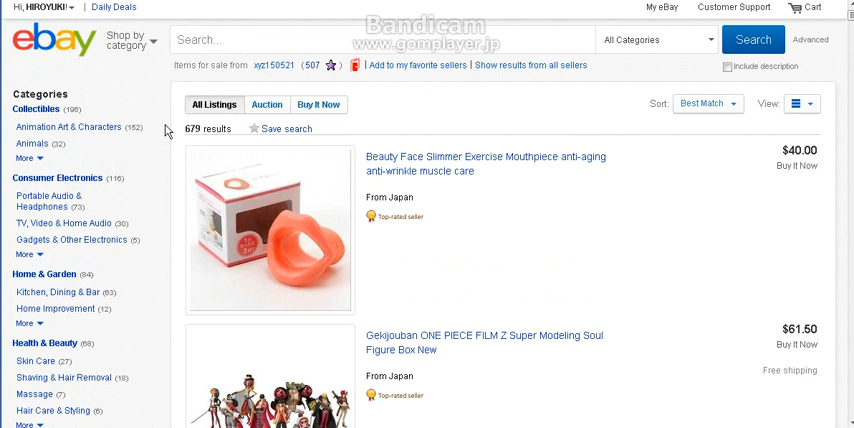 Hi, HIROYUKI! Daily Deals My eBay Customer Support Cart
Bandicam
www.gomplayer.jp
ebay Shop by category Search... All Categories Search Advanced
Items for sale from xyz150521 (507 ) Add to my favorite sellers | Show results from all sellers Include description
Categories
Collectibles (196)
Animation Art & Characters (152)
Animals (32)
More
Consumer Electronics (116)
Portable Audio &
Headphones (73)
TV, Video & Home Audio (30)
Gadgets & Other Electronics (6)
More
Home & Garden (84)
Kitchen, Dining & Bar (63)
Home Improvement (12)
More
Health & Beauty (68)
Skin Care (27)
Shaving & Hair Removal (18)
Massage (7)
Hair Care & Styling (6)
More
All Listings Auction Buy It Now Sort: Best Match View:
679 results Save search
Beauty Face Slimmer Exercise Mouthpiece anti-aging
anti-wrinkle muscle care
$40.00
Buy It Now
From Japan
Top-rated seller
Gekijouban ONE PIECE FILM Z Super Modeling Soul
Figure Box New
$61.50
Buy It Now
From Japan
Free shipping
Top-rated seller